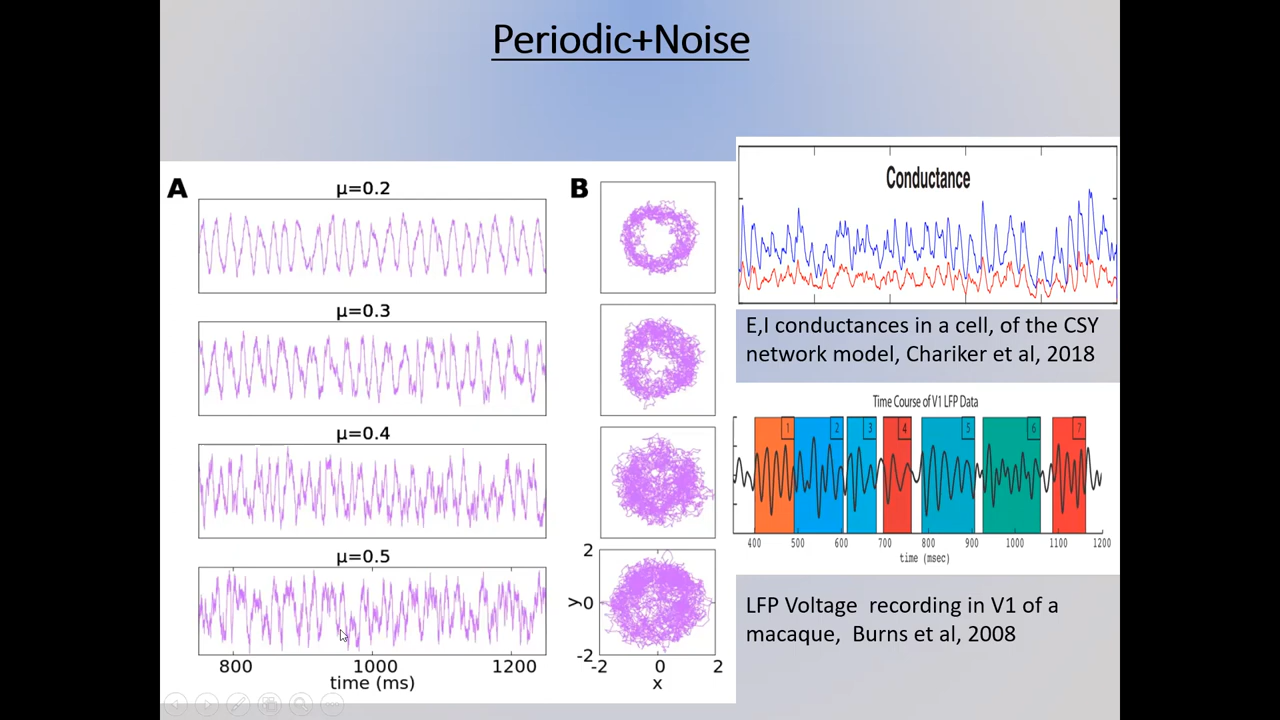 Periodic+Noise
A
μ=0.2
μ=0.3
μ=0.4
μ=0.5
800
1000
1200
time (ms)
B
2
0
-2
y
-2
0
2
x
Conductance
E,I conductances in a cell, of the CSY
network model, Chariker et al, 2018
Time Course of V1 LFP Data
1
2
3
4
5
6
7
400
500
600
700
800
900
1000
1100
1200
time (msec)
LFP Voltage recording in V1 of a
macaque, Burns et al, 2008